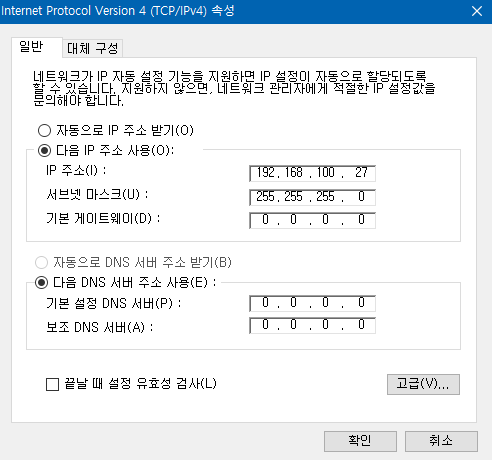 Internet Protocol Version 4 (TCP/IPv4) 속성
일반
대체 구성
네트워크가 IP 자동 설정 기능을 지원하면 IP 설정이 자동으로 할당되도록
할 수 있습니다. 지원하지 않으면, 네트워크 관리자에게 적절한 IP 설정값을
문의해야 합니다.
자동으로 IP 주소 받기(O)
다음 IP 주소 사용(O):
IP 주소(I) : 192 . 168 . 100 . 27
서브넷 마스크(U) : 255 . 255 . 255 . 0
기본 게이트웨이(D) : 0 . 0 . 0 . 0
자동으로 DNS 서버 주소 받기(B)
다음 DNS 서버 주소 사용(E) :
기본 설정 DNS 서버(P) : 0 . 0 . 0 . 0
보조 DNS 서버(A) : 0 . 0 . 0 . 0
끝날 때 설정 유효성 검사(L)
고급(V)...
확인
취소